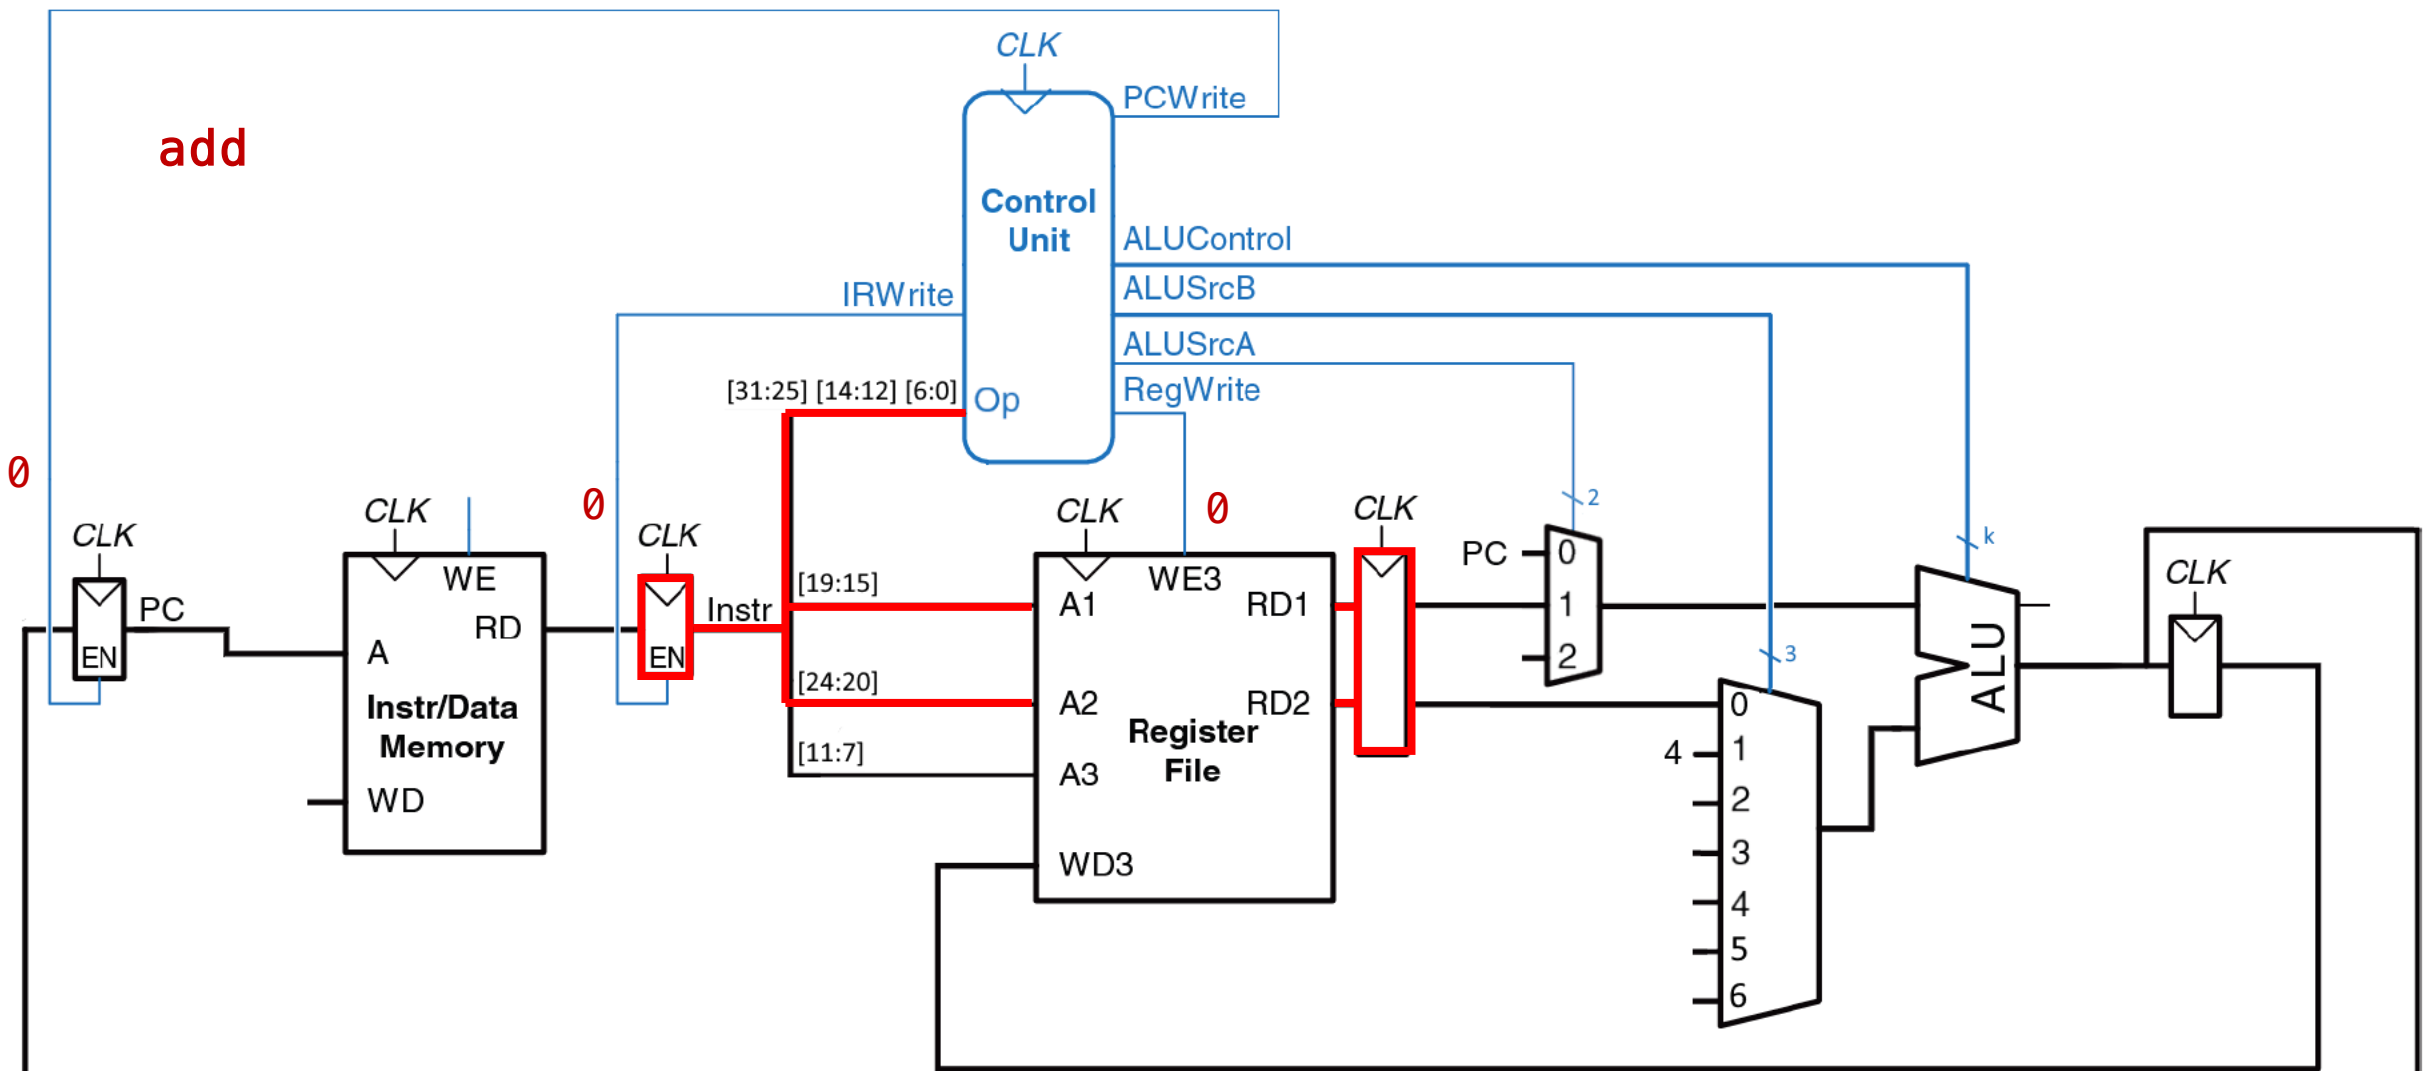 CLK
PCWrite
add
Control
Unit
ALUControl
ALUSrcB
IRWrite
ALUSrcA
[31:25] [14:12] [6:0]
Op
RegWrite
0
0
0
CLK
CLK
CLK
CLK
CLK
2
k
3
PC
EN
WE
RD
A
Instr/Data
Memory
WD
EN
Instr
[19:15]
[24:20]
[11:7]
A1
A2
A3
WD3
WE3
RD1
RD2
Register
File
PC
0
1
2
4
0
1
2
3
4
5
6
ALU
CLK